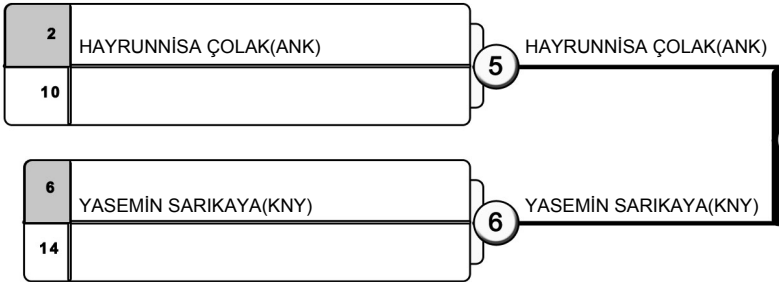 2
HAYRUNNİSA ÇOLAK(ANK)
5
HAYRUNNİSA ÇOLAK(ANK)
10
6
YASEMİN SARIKAYA(KNY)
6
YASEMİN SARIKAYA(KNY)
14